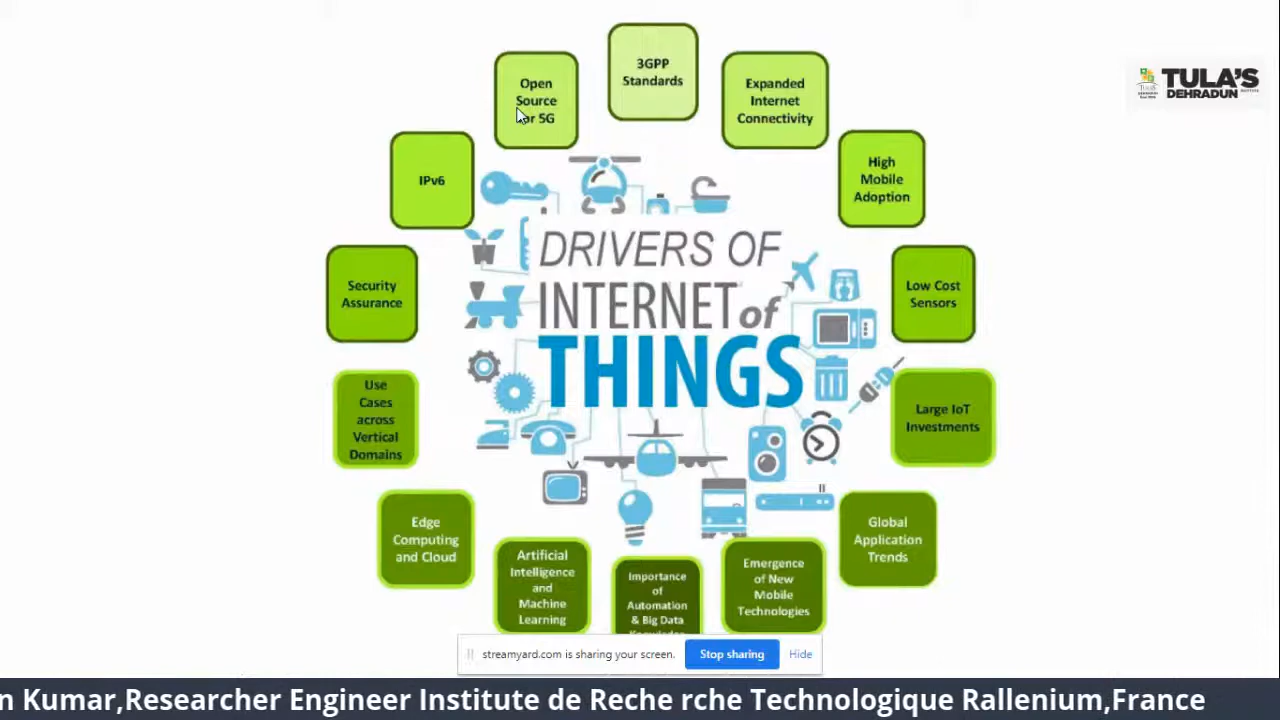 3GPP
Standards
Open
Source
or 5G
Expanded
Internet
Connectivity
TULA'S
DEHRADUN
High
Mobile
Adoption
IPv6
DRIVERS OF
INTERNET of
THINGS
Security
Assurance
Low Cost
Sensors
Use
Cases
across
Vertical
Domains
Large IoT
Investments
Edge
Computing
and Cloud
Global
Application
Trends
Artificial
Intelligence
and
Machine
Learning
Importance
of
Automation
& Big Data
Emergence
of New
Mobile
Technologies
streamyard.com is sharing your screen.
Stop sharing
Hide
n Kumar,Researcher Engineer Institute de Reche rche Technologique Rallenium,France